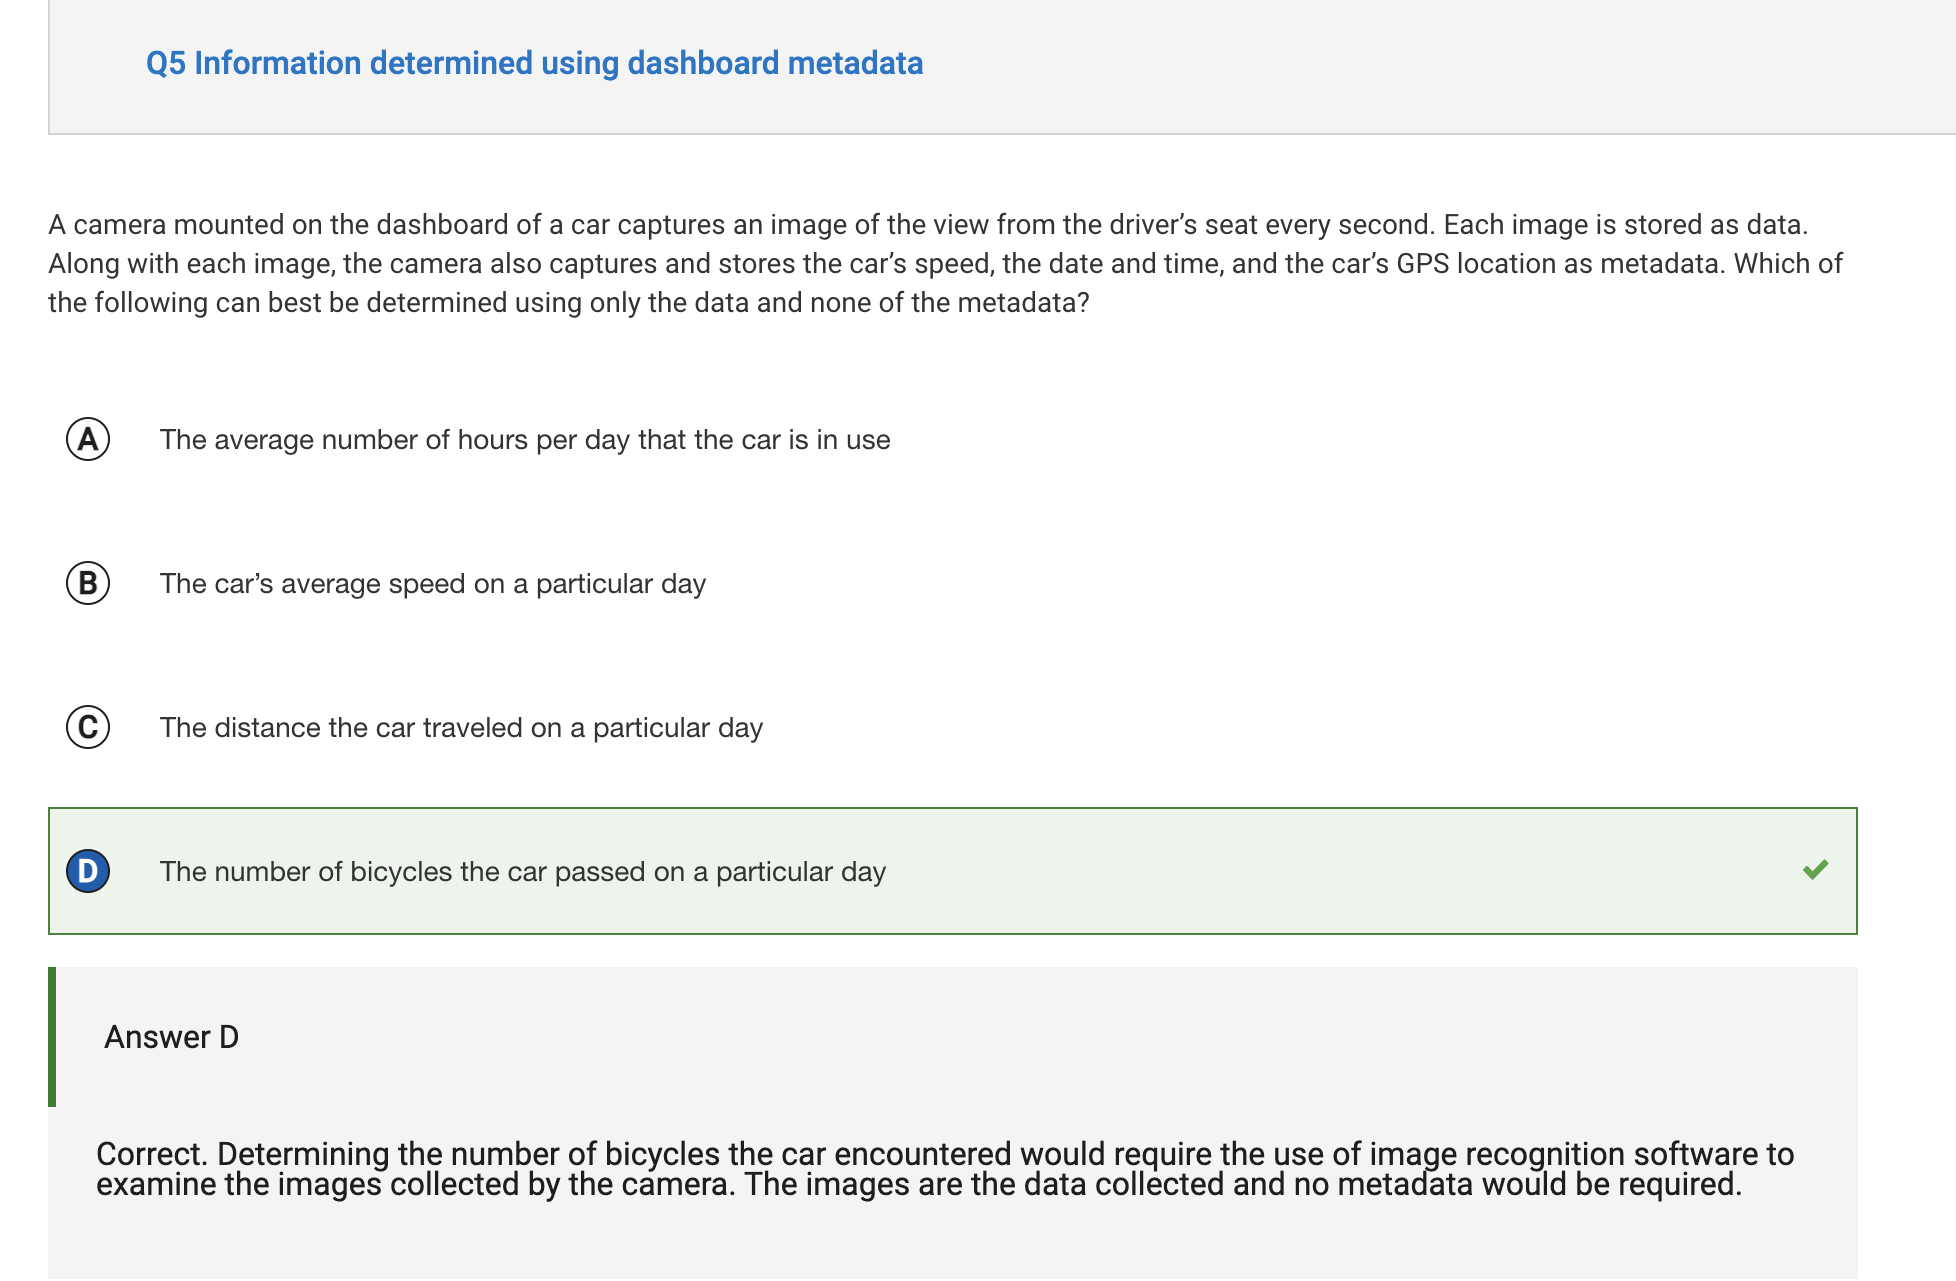 Q5 Information determined using dashboard metadata
A camera mounted on the dashboard of a car captures an image of the view from the driver’s seat every second. Each image is stored as data.
Along with each image, the camera also captures and stores the car’s speed, the date and time, and the car’s GPS location as metadata. Which of
the following can best be determined using only the data and none of the metadata?
A The average number of hours per day that the car is in use
B The car’s average speed on a particular day
C The distance the car traveled on a particular day
D The number of bicycles the car passed on a particular day
Answer D
Correct. Determining the number of bicycles the car encountered would require the use of image recognition software to
examine the images collected by the camera. The images are the data collected and no metadata would be required.